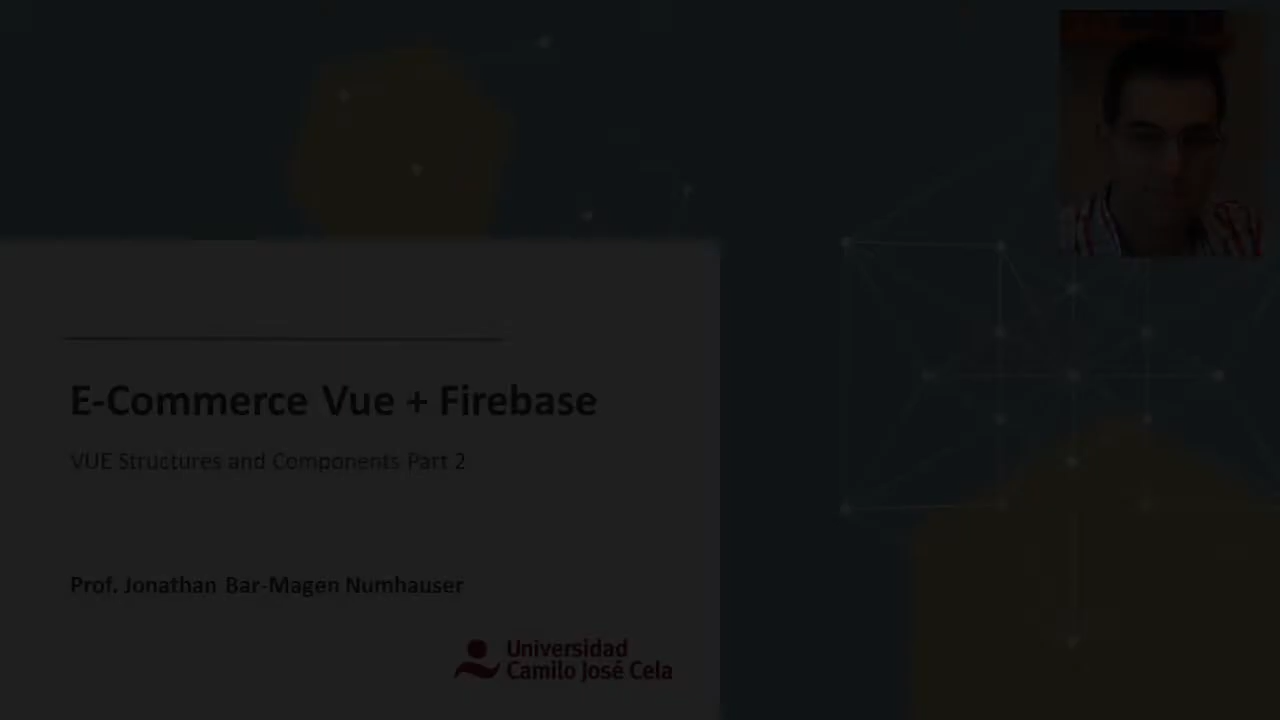 E-Commerce Vue + Firebase
VUE Structures and Components Part 2
Prof. Jonathan Bar-Magen Numhauser
Universidad
Camilo José Cela